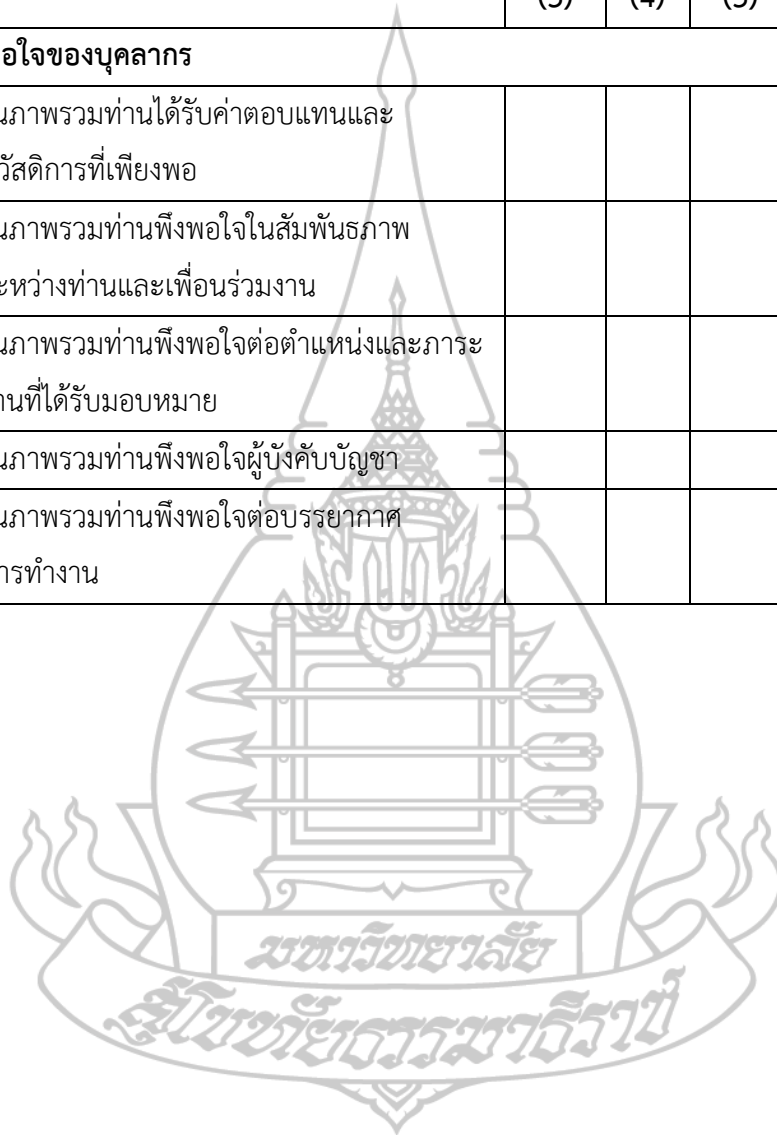 (5) (4) (3)
อใจของบุคลากร
นภาพรวมท่านได้รับค่าตอบแทนและ
วัสดิการที่เพียงพอ
นภาพรวมท่านพึงพอใจในสัมพันธภาพ
ะหว่างท่านและเพื่อนร่วมงาน
นภาพรวมท่านพึงพอใจต่อตำแหน่งและภาระ
านที่ได้รับมอบหมาย
นภาพรวมท่านพึงพอใจผู้บังคับบัญชา
นภาพรวมท่านพึงพอใจต่อบรรยากาศ
ารทำงาน
มหาวิทยาลัย
สุโขทัยธรรมาธิราช